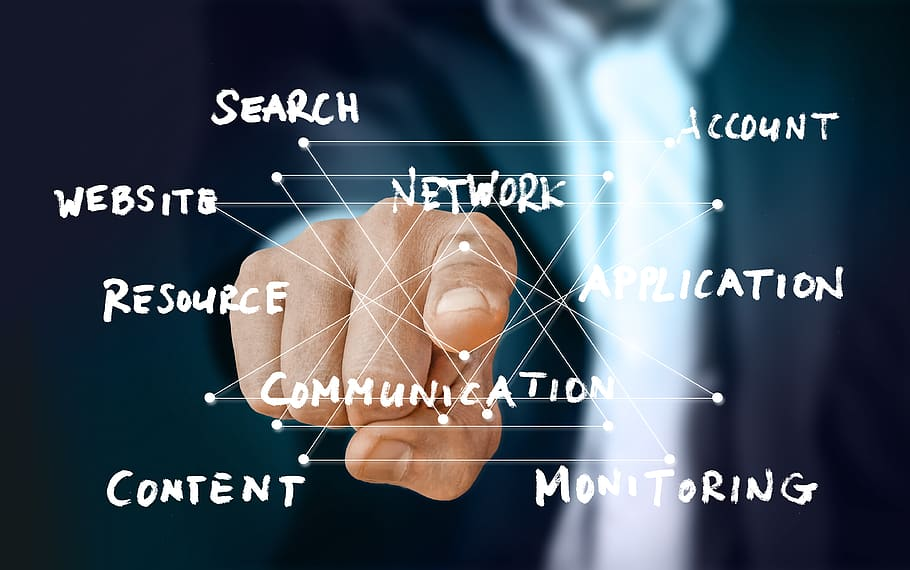 SEARCH
ACCOUNT
NETWORK
WEBSITE
APPLICATION
RESOURCE
COMMUNICATION
CONTENT
MONITORING